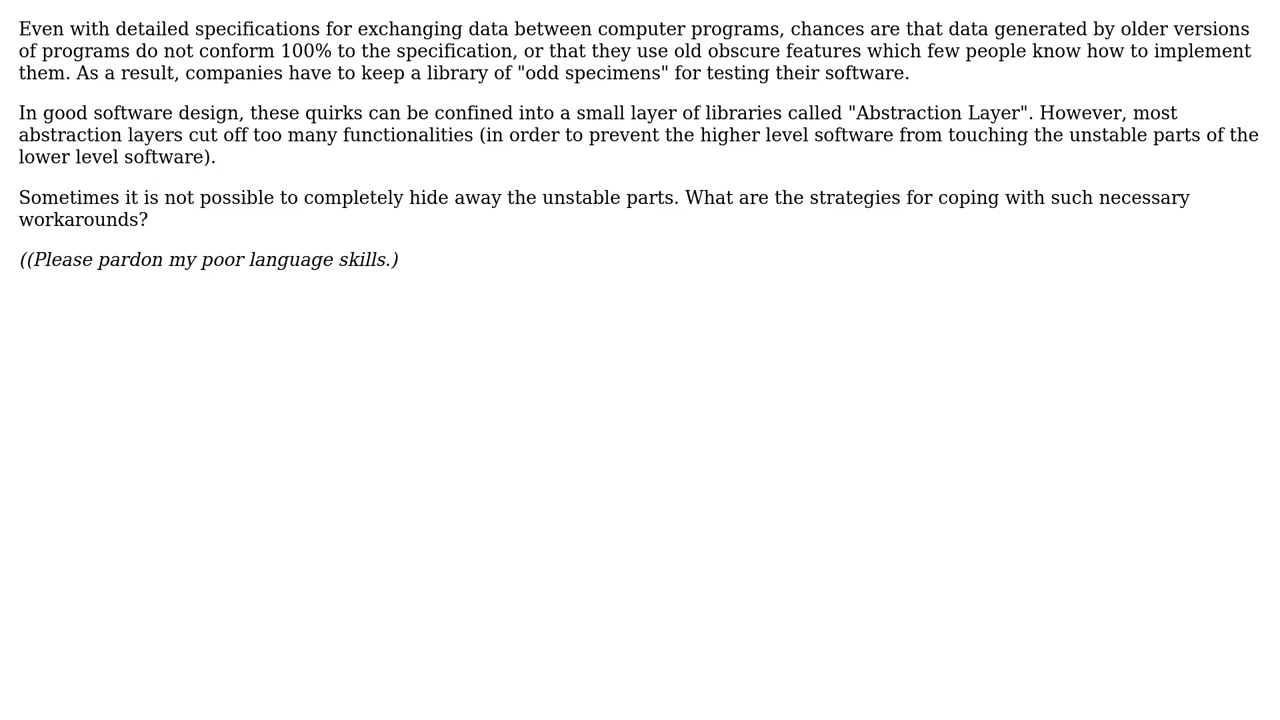 Even with detailed specifications for exchanging data between computer programs, chances are that data generated by older versions
of programs do not conform 100% to the specification, or that they use old obscure features which few people know how to implement
them. As a result, companies have to keep a library of "odd specimens" for testing their software.
In good software design, these quirks can be confined into a small layer of libraries called "Abstraction Layer". However, most
abstraction layers cut off too many functionalities (in order to prevent the higher level software from touching the unstable parts of the
lower level software).
Sometimes it is not possible to completely hide away the unstable parts. What are the strategies for coping with such necessary
workarounds?
((Please pardon my poor language skills.)